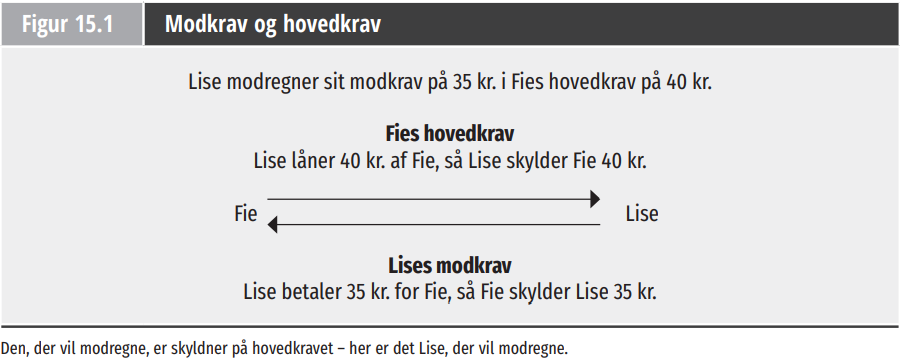 Figur 15.1
Modkrav og hovedkrav
Lise modregner sit modkrav på 35 kr. i Fies hovedkrav på 40 kr.
Fies hovedkrav
Lise låner 40 kr. af Fie, så Lise skylder Fie 40 kr.
Fie
Lise
Lises modkrav
Lise betaler 35 kr. for Fie, så Fie skylder Lise 35 kr.
Den, der vil modregne, er skyldner på hovedkravet – her er det Lise, der vil modregne.